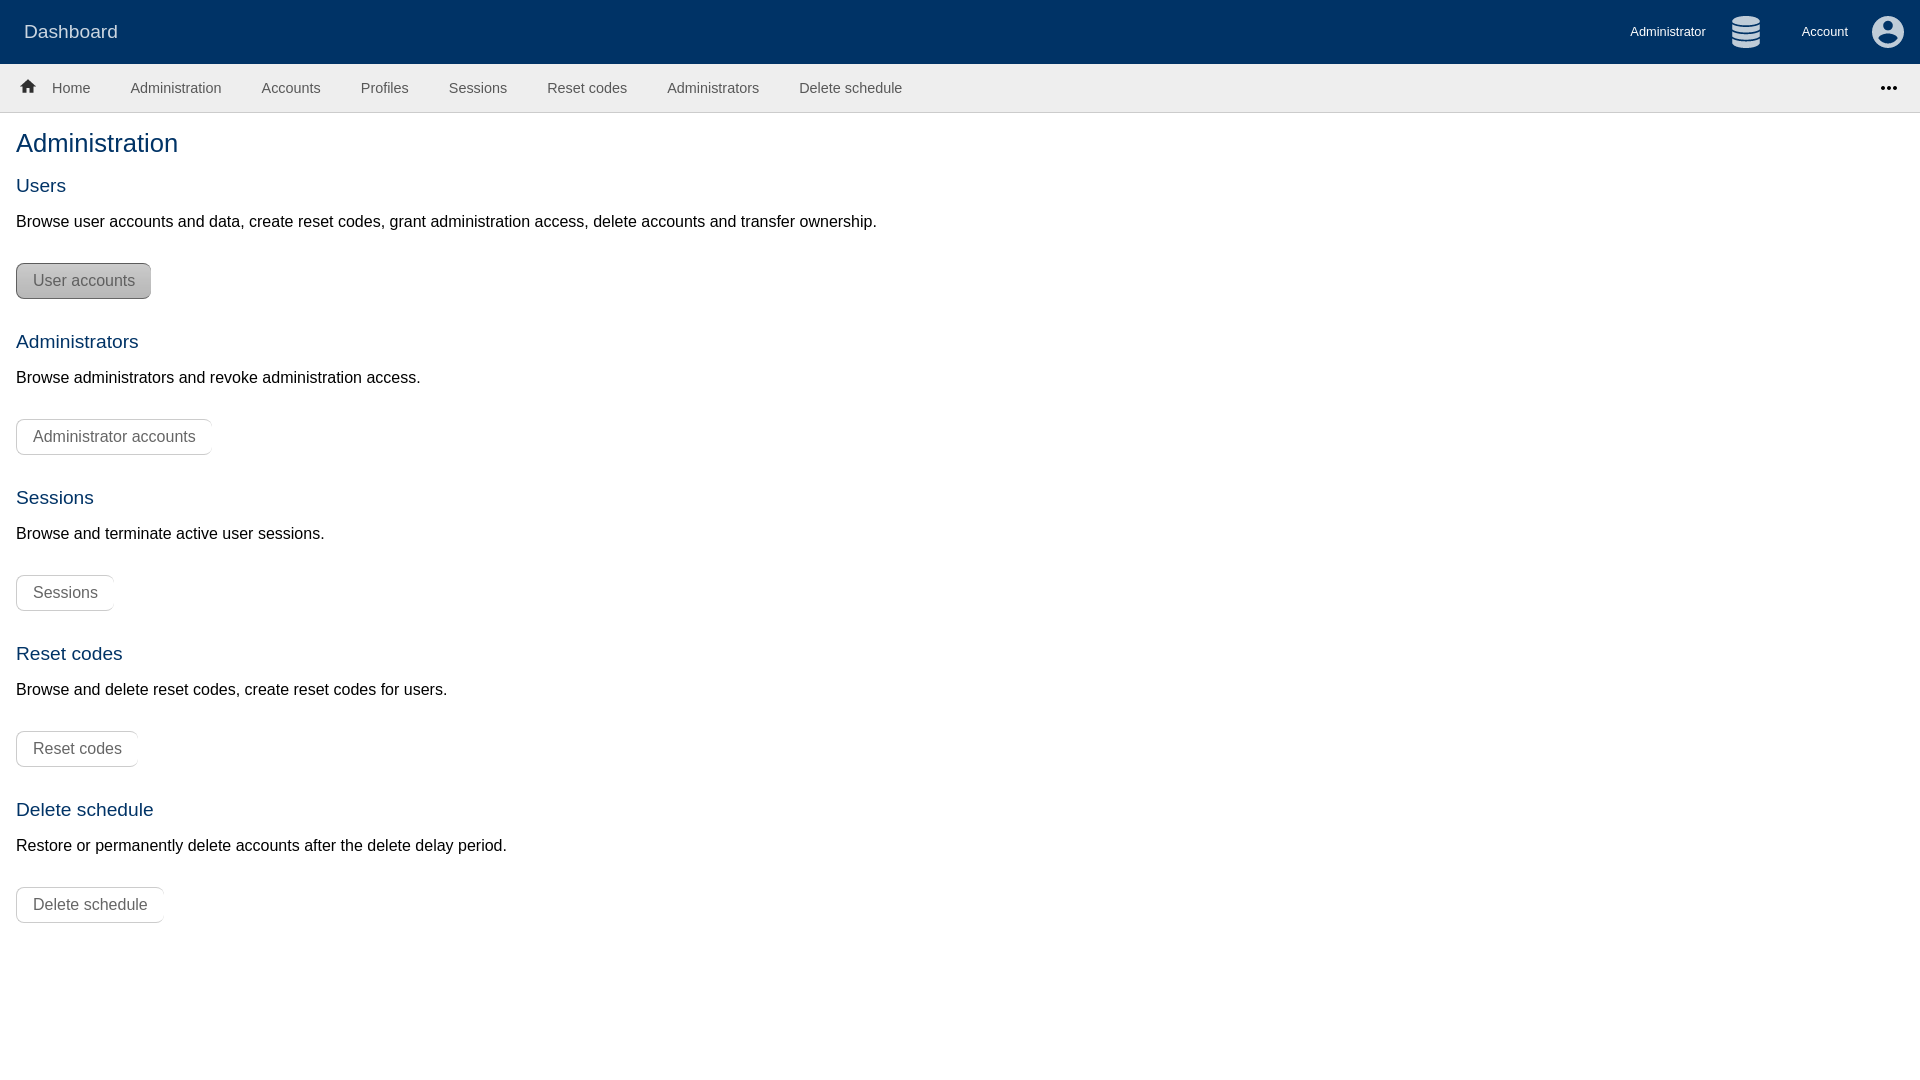 Dashboard
Administrator
Account
Home
Administration
Accounts
Profiles
Sessions
Reset codes
Administrators
Delete schedule
Administration
Users
Browse user accounts and data, create reset codes, grant administration access, delete accounts and transfer ownership.
User accounts
Administrators
Browse administrators and revoke administration access.
Administrator accounts
Sessions
Browse and terminate active user sessions.
Sessions
Reset codes
Browse and delete reset codes, create reset codes for users.
Reset codes
Delete schedule
Restore or permanently delete accounts after the delete delay period.
Delete schedule